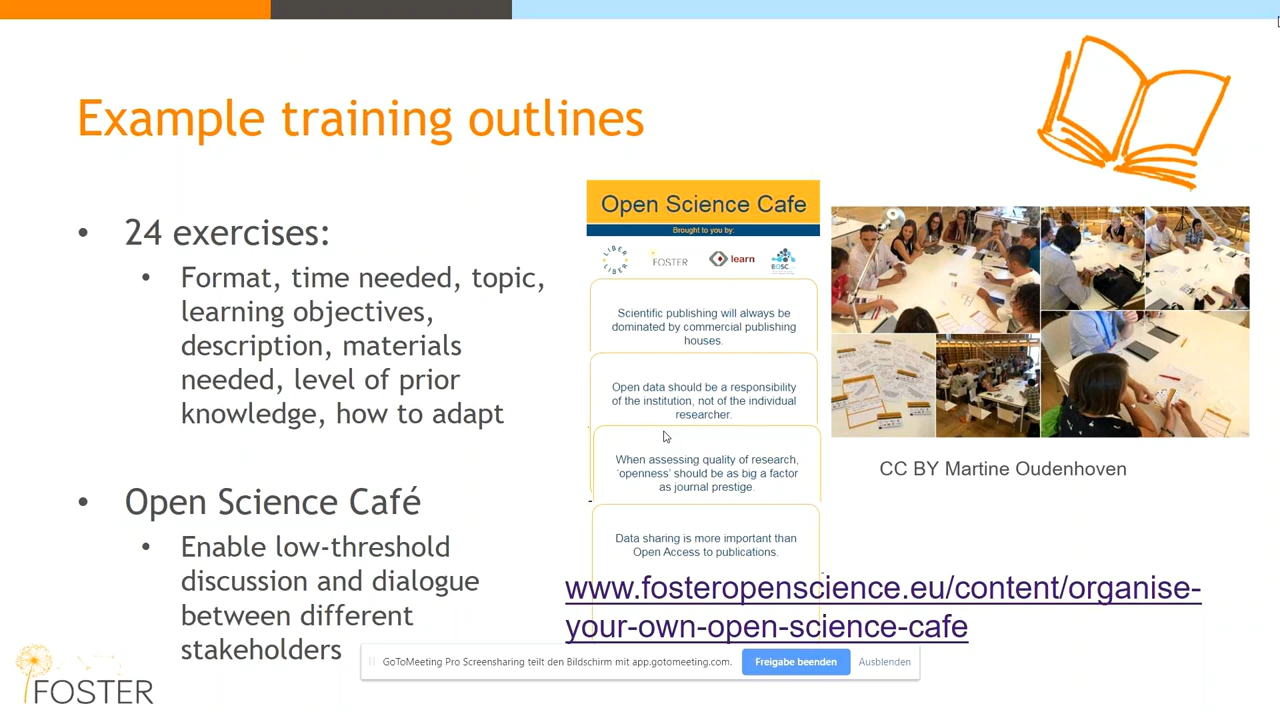 Example training outlines
• 24 exercises:
• Format, time needed, topic,
learning objectives,
description, materials
needed, level of prior
knowledge, how to adapt
• Open Science Café
• Enable low-threshold
discussion and dialogue
between different
stakeholders
Open Science Cafe
Brought to you by:
LIBER
LIBER
FOSTER
learn
EOSC
Scientific publishing will always be
dominated by commercial publishing
houses.
Open data should be a responsibility
of the institution, not of the individual
researcher.
When assessing quality of research,
'openness' should be as big a factor
as journal prestige.
Data sharing is more important than
Open Access to publications.
CC BY Martine Oudenhoven
www.fosteropenscience.eu/content/organise-
your-own-open-science-cafe
GoToMeeting Pro Screensharing teilt den Bildschirm mit app.gotomeeting.com.
Freigabe beenden
Ausblenden
FOSTER